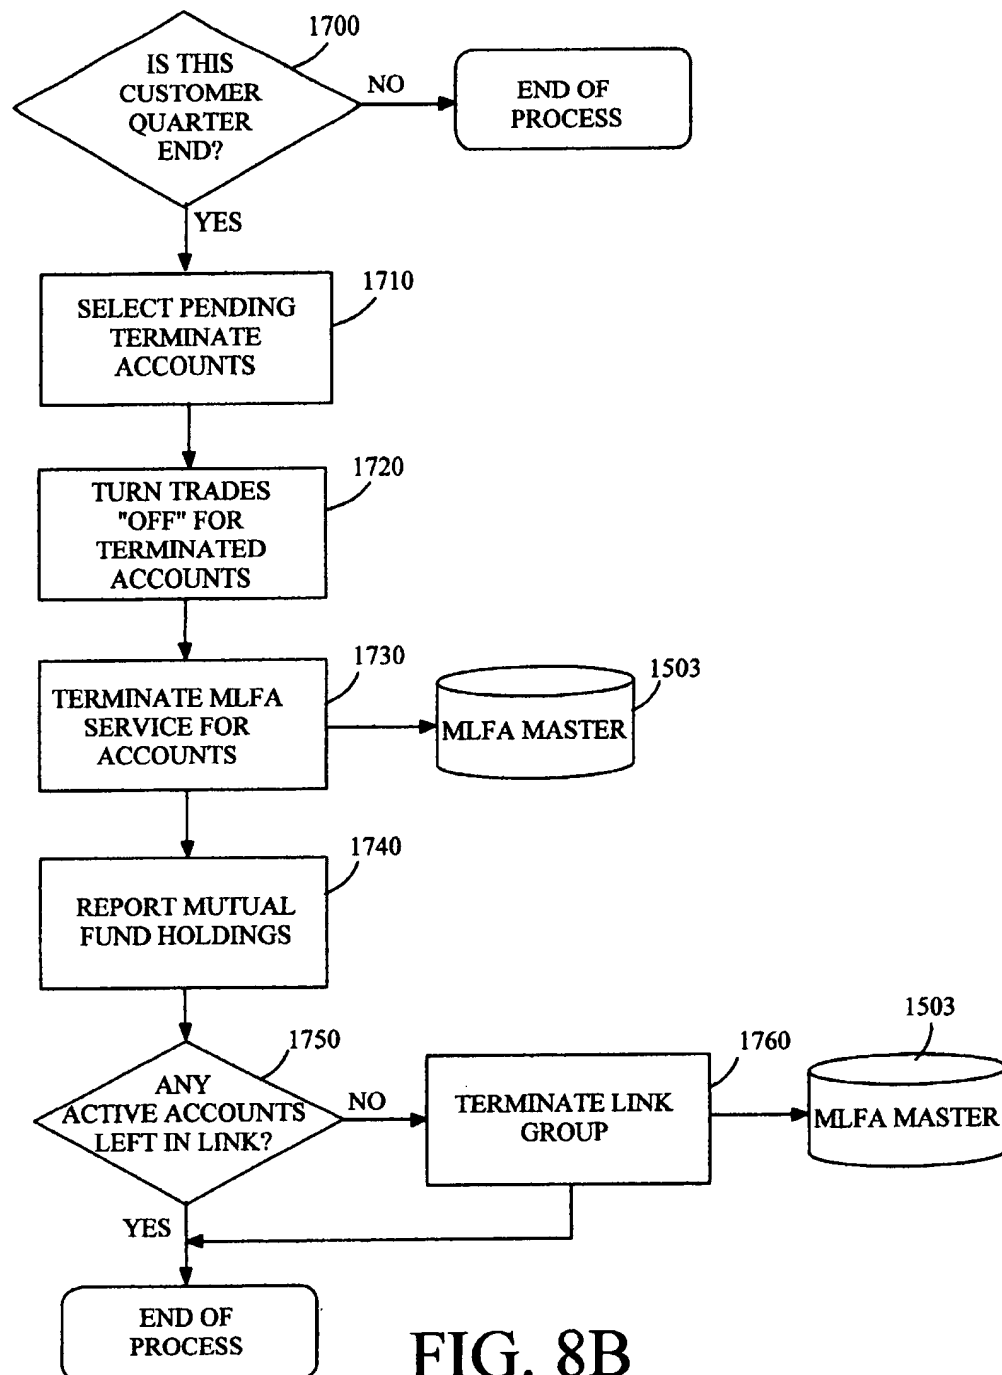 1700
IS THIS
CUSTOMER
QUARTER
END?
NO
END OF
PROCESS
YES
1710
SELECT PENDING
TERMINATE
ACCOUNTS
1720
TURN TRADES
"OFF" FOR
TERMINATED
ACCOUNTS
1730
TERMINATE MLFA
SERVICE FOR
ACCOUNTS
1503
MLFA MASTER
1740
REPORT MUTUAL
FUND HOLDINGS
1750
ANY
ACTIVE ACCOUNTS
LEFT IN LINK?
NO
1760
TERMINATE LINK
GROUP
1503
MLFA MASTER
YES
END OF
PROCESS
FIG. 8B